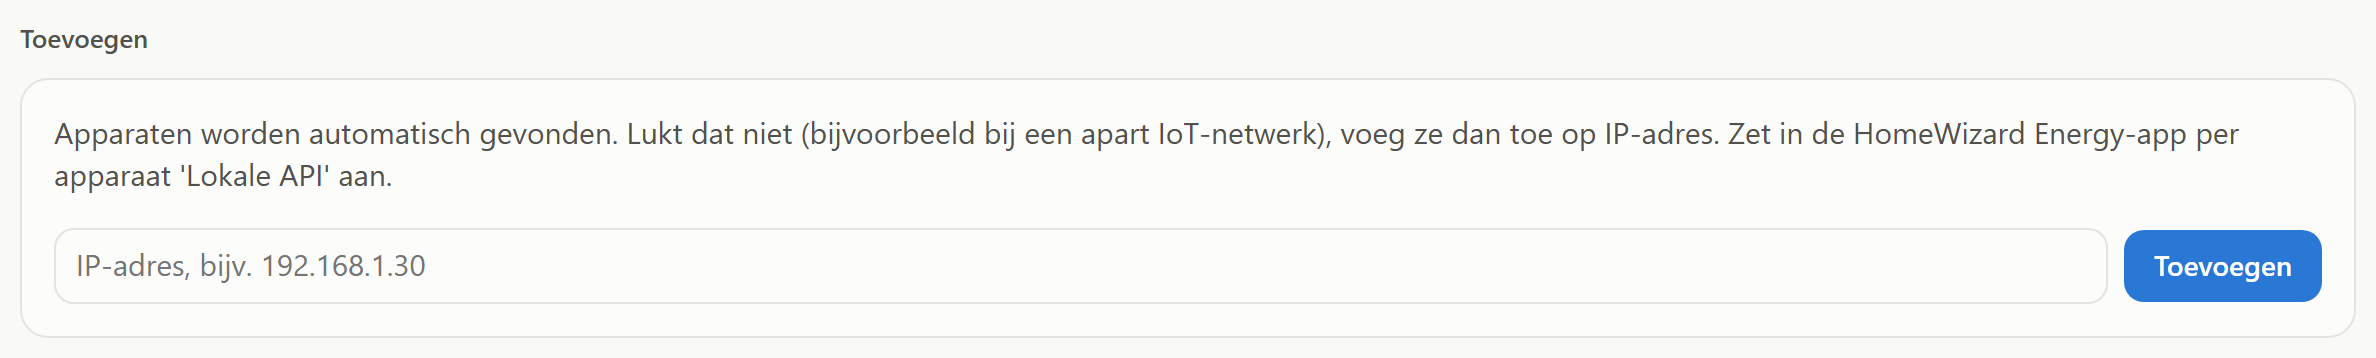 Toevoegen
Apparaten worden automatisch gevonden. Lukt dat niet (bijvoorbeeld bij een apart IoT-netwerk), voeg ze dan toe op IP-adres. Zet in de HomeWizard Energy-app per
apparaat 'Lokale API' aan.
IP-adres, bijv. 192.168.1.30
Toevoegen